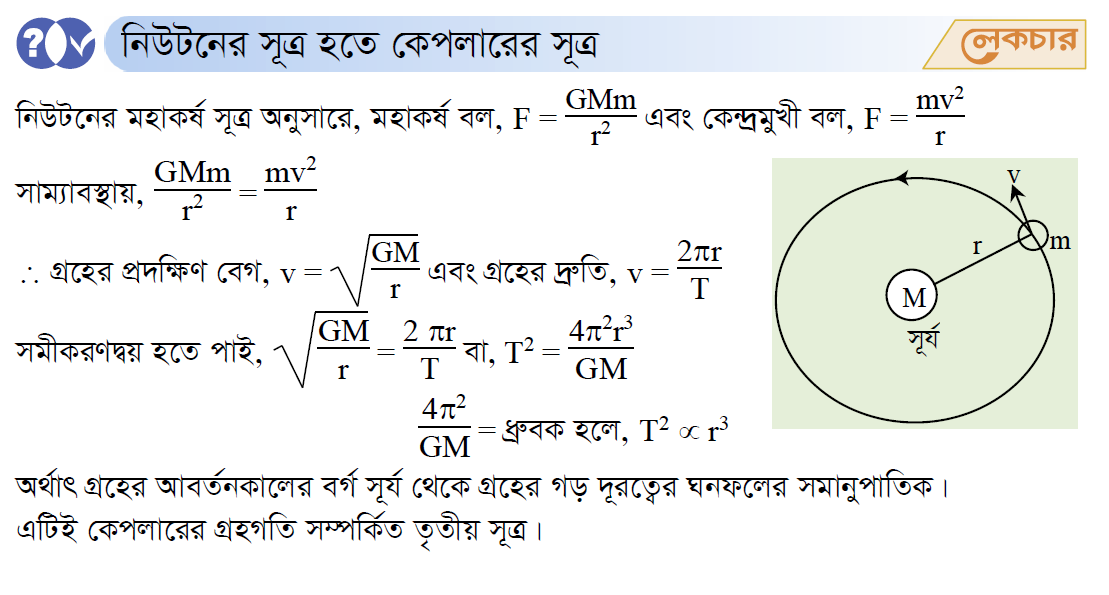 নিউটনের সূত্র হতে কেপলারের সূত্র
লেকচার
নিউটনের মহাকর্ষ সূত্র অনুসারে, মহাকর্ষ বল, F = GMm/r² এবং কেন্দ্রমুখী বল, F = mv²/r
সাম্যাবস্থায়, GMm/r² = mv²/r
∴ গ্রহের প্রদক্ষিণ বেগ, v = √(GM/r) এবং গ্রহের দ্রুতি, v = 2πr/T
সমীকরণদ্বয় হতে পাই, √(GM/r) = 2 πr/T বা, T² = 4π²r³/GM
4π²/GM = ধ্রুবক হলে, T² ∝ r³
v
r
m
M
সূর্য
অর্থাৎ গ্রহের আবর্তনকালের বর্গ সূর্য থেকে গ্রহের গড় দূরত্বের ঘনফলের সমানুপাতিক।
এটিই কেপলারের গ্রহগতি সম্পর্কিত তৃতীয় সূত্র।